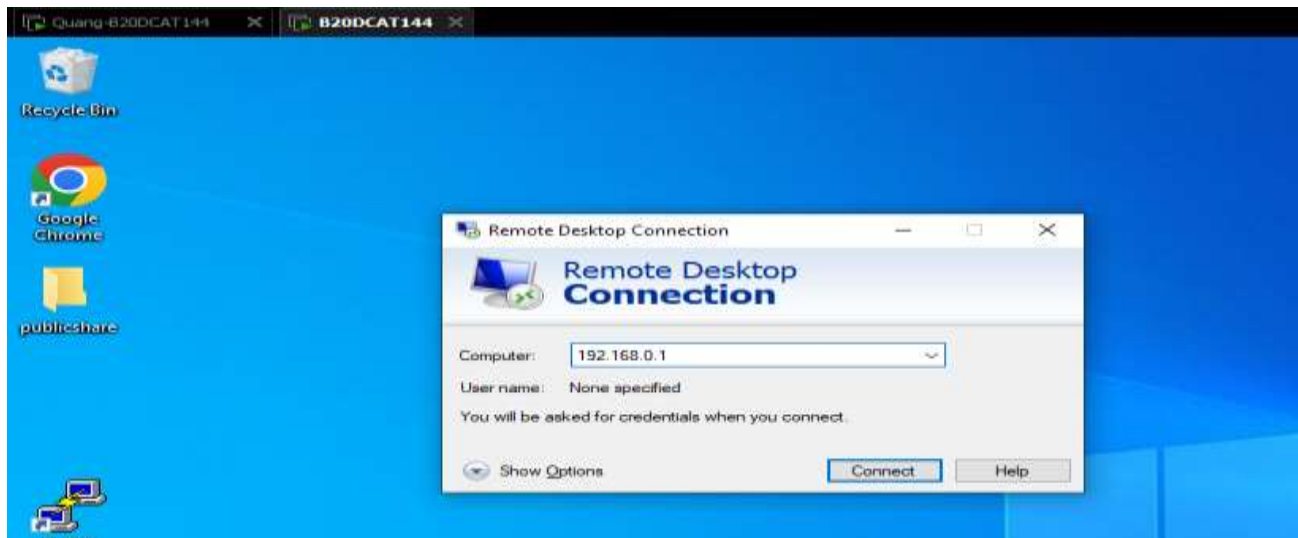 Quang-B20DCAT144
B20DCAT144
Recycle Bin
Google
Chrome
publicshare
Remote Desktop Connection
Remote Desktop
Connection
Computer: 192.168.0.1
User name: None specified
You will be asked for credentials when you connect.
Show Options Connect Help